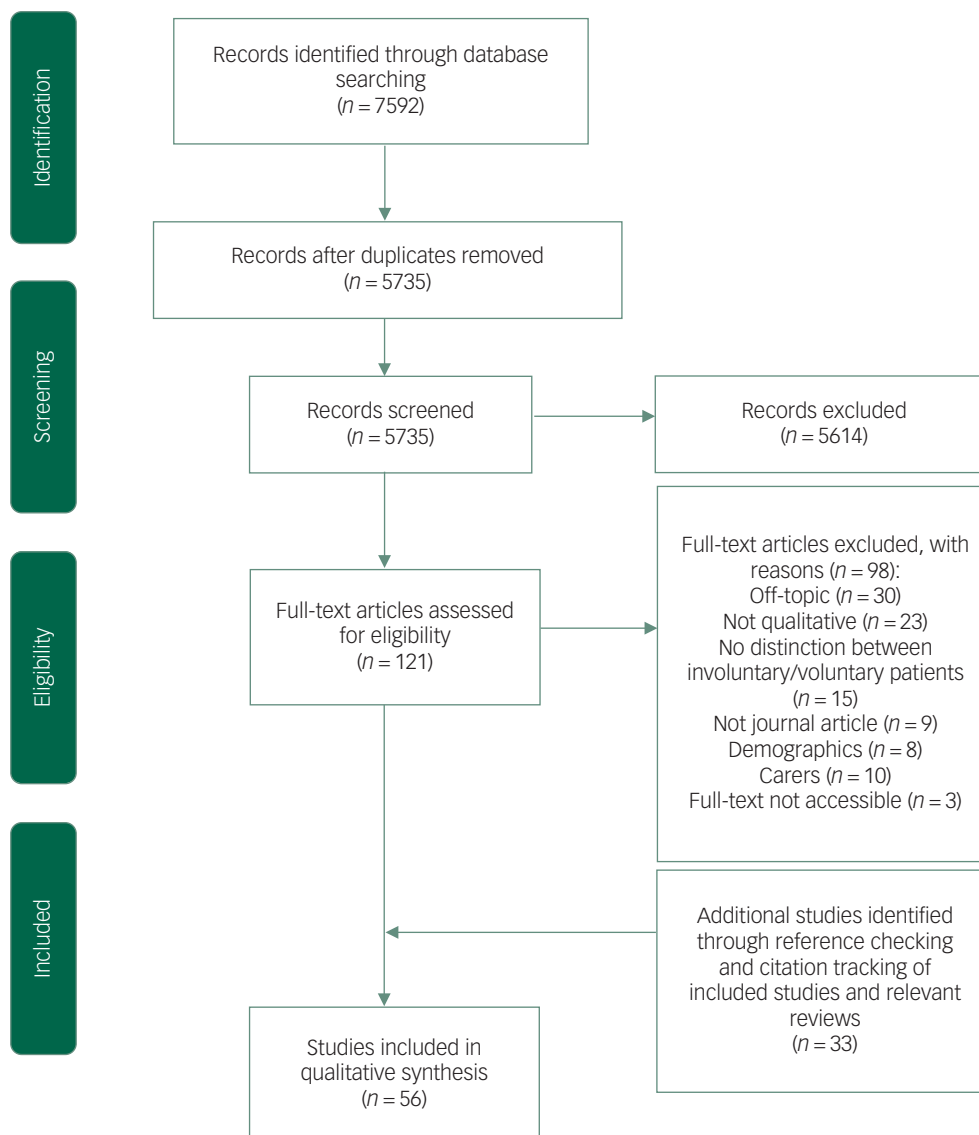 Identification
Records identified through database
searching
(n = 7592)
Records after duplicates removed
(n = 5735)
Screening
Records screened
(n = 5735)
Records excluded
(n = 5614)
Eligibility
Full-text articles assessed
for eligibility
(n = 121)
Full-text articles excluded, with
reasons (n = 98):
Off-topic (n = 30)
Not qualitative (n = 23)
No distinction between
involuntary/voluntary patients
(n = 15)
Not journal article (n = 9)
Demographics (n = 8)
Carers (n = 10)
Full-text not accessible (n = 3)
Included
Additional studies identified
through reference checking
and citation tracking of
included studies and relevant
reviews
(n = 33)
Studies included in
qualitative synthesis
(n = 56)